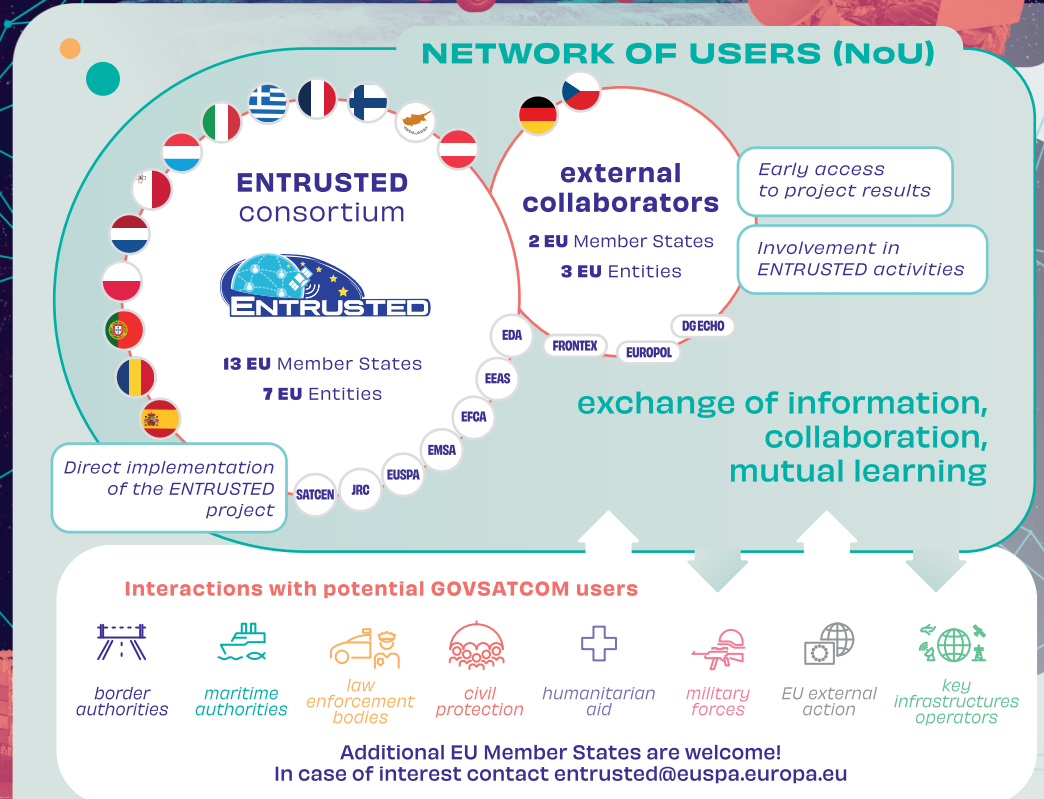 NETWORK OF USERS (NoU)
ENTRUSTED
consortium
ENTRUSTED
13 EU Member States
7 EU Entities
external
collaborators
2 EU Member States
3 EU Entities
Early access
to project results
Involvement in
ENTRUSTED activities
DG ECHO
EUROPOL
FRONTEX
EDA
EEAS
EFCA
EMSA
EUSPA
JRC
SATCEN
Direct implementation
of the ENTRUSTED
project
exchange of information,
collaboration,
mutual learning
Interactions with potential GOVSATCOM users
border
authorities
maritime
authorities
law
enforcement
bodies
civil
protection
humanitarian
aid
military
forces
EU external
action
key
infrastructures
operators
Additional EU Member States are welcome!
In case of interest contact entrusted@euspa.europa.eu